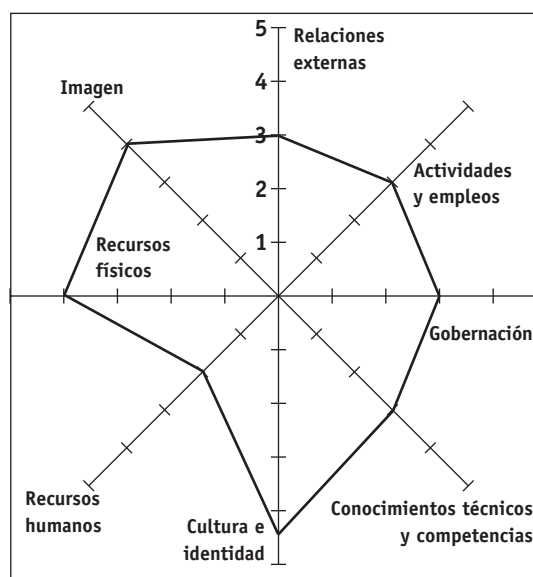 5
Relaciones
externas
4
Imagen
3
Actividades
y empleos
2
Recursos
físicos
1
Gobernación
Recursos
humanos
Cultura e
identidad
Conocimientos técnicos
y competencias